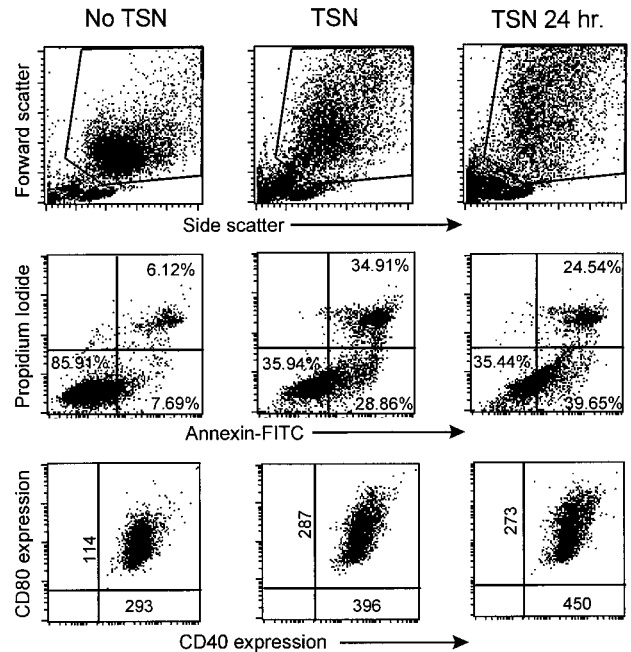 No TSN TSN TSN 24 hr.
Forward scatter
Side scatter
Propidium Iodide
6.12% 34.91% 24.54%
85.91% 35.94% 35.44%
7.69% 28.86% 39.65%
Annexin-FITC
CD80 expression
114 287 273
293 396 450
CD40 expression